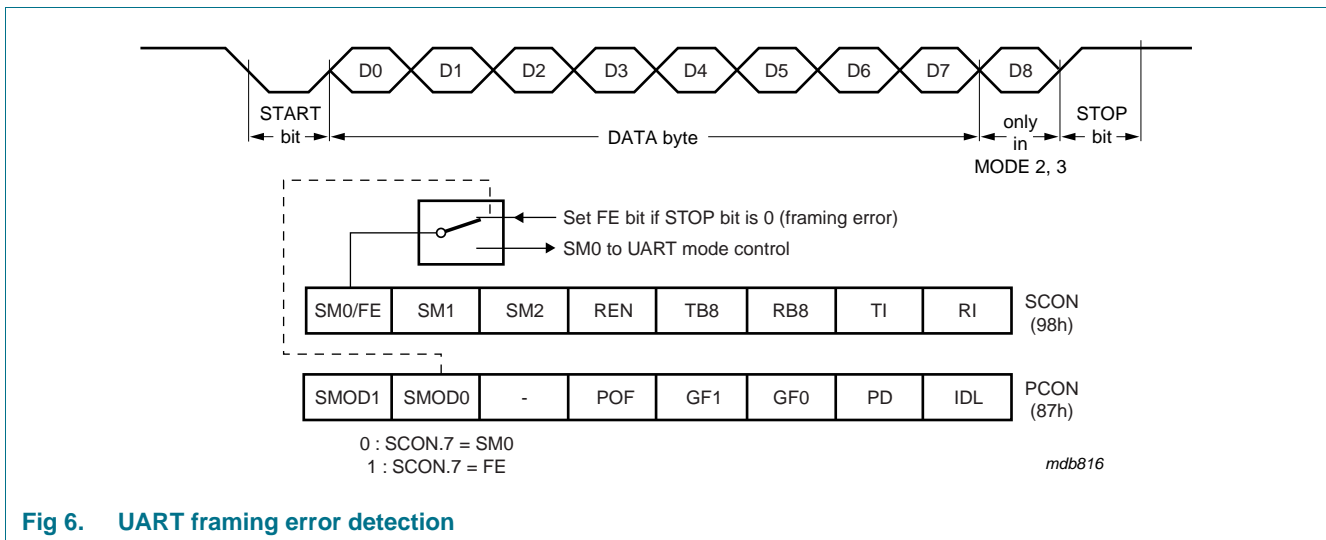 D0 D1 D2 D3 D4 D5 D6 D7 D8
START
bit
DATA byte
only
in
MODE 2, 3
STOP
bit
Set FE bit if STOP bit is 0 (framing error)
SM0 to UART mode control
SM0/FE SM1 SM2 REN TB8 RB8 TI RI
SCON
(98h)
SMOD1 SMOD0 - POF GF1 GF0 PD IDL
PCON
(87h)
0 : SCON.7 = SM0
1 : SCON.7 = FE
mdb816
Fig 6. UART framing error detection